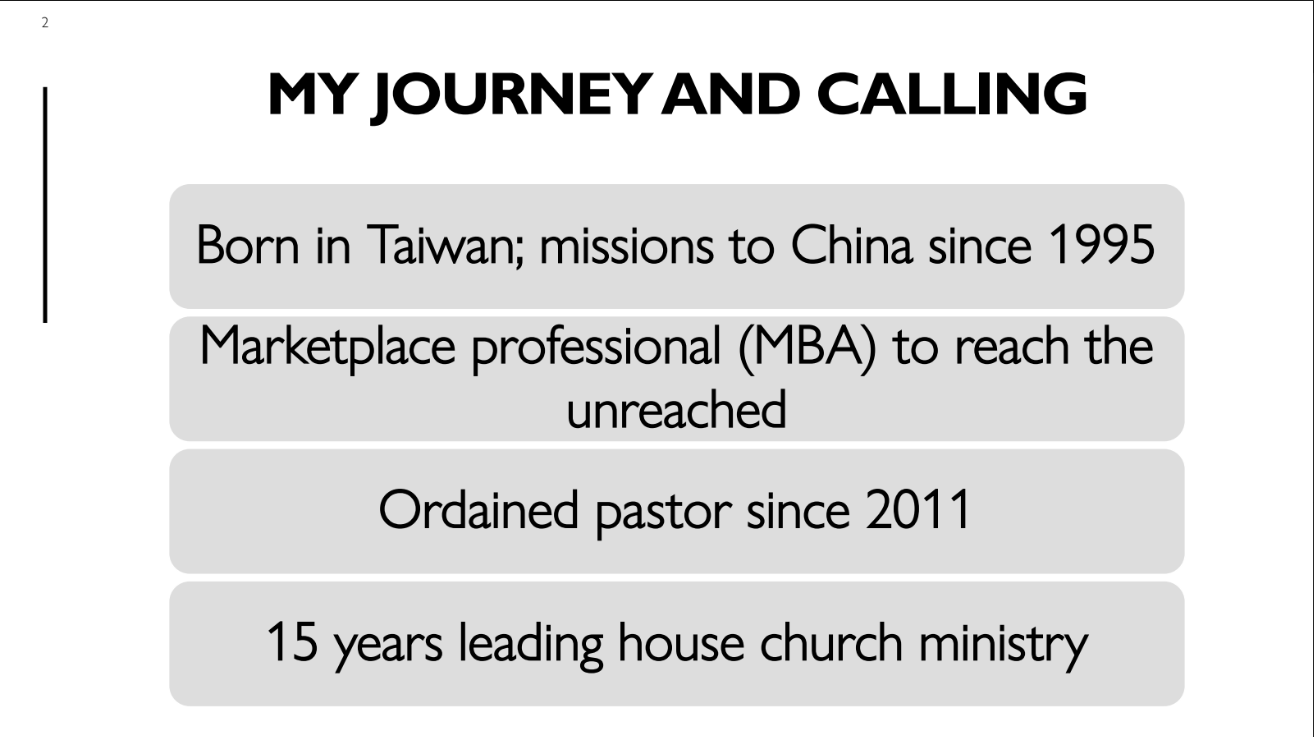 2
MY JOURNEY AND CALLING
Born in Taiwan; missions to China since 1995
Marketplace professional (MBA) to reach the
unreached
Ordained pastor since 2011
15 years leading house church ministry